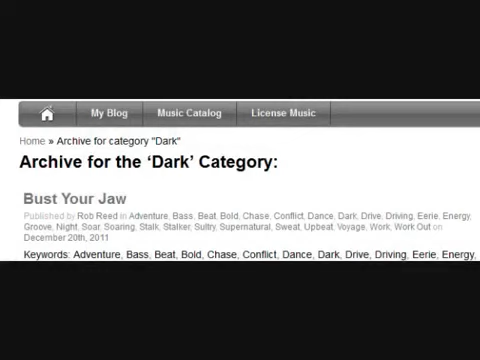 My Blog Music Catalog License Music
Home » Archive for category "Dark"
Archive for the ‘Dark’ Category:
Bust Your Jaw
Published by Rob Reed in Adventure, Bass, Beat, Bold, Chase, Conflict, Dance, Dark, Drive, Driving, Eerie, Energy,
Groove, Night, Soar, Soaring, Stalk, Stalker, Sultry, Supernatural, Sweat, Upbeat, Voyage, Work, Work Out on
December 20th, 2011
Keywords: Adventure, Bass, Beat, Bold, Chase, Conflict, Dance, Dark, Drive, Driving, Eerie, Energy,